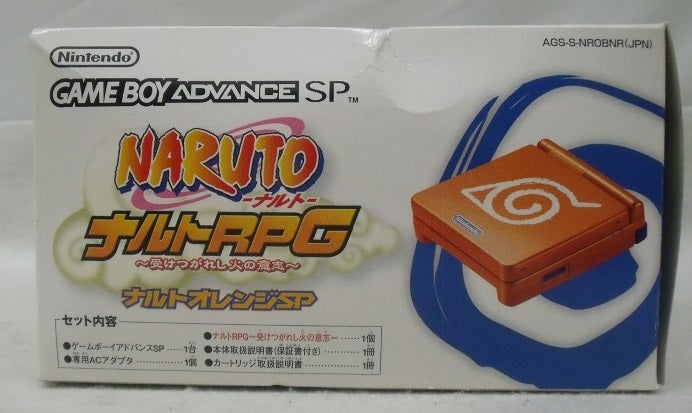 Nintendo
AGS-S-NROBNR(JPN)
GAME BOY ADVANCE SP™
NARUTO
-ナルト-
ナルトRPG
～受けつがれし火の意志～
ナルトオレンジSP
Nintendo
セット内容
●ゲームボーイアドバンスSP……1台
●専用ACアダプタ……1個
●ナルトRPG～受けつがれし火の意志～……1個
●本体取扱説明書(保証書付き)……1冊
●カートリッジ取扱説明書……1冊